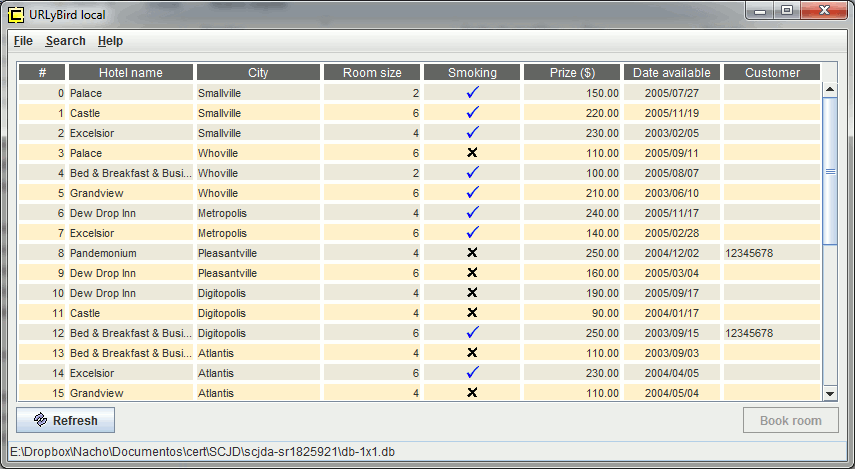 URLyBird local
File Search Help
# Hotel name City Room size Smoking Prize ($) Date available Customer
0 Palace Smallville 2 150.00 2005/07/27
1 Castle Smallville 6 220.00 2005/11/19
2 Excelsior Smallville 4 230.00 2003/02/05
3 Palace Whoville 6 110.00 2005/09/11
4 Bed & Breakfast & Busi... Whoville 2 100.00 2005/08/07
5 Grandview Whoville 6 210.00 2003/06/10
6 Dew Drop Inn Metropolis 4 240.00 2005/11/17
7 Excelsior Metropolis 6 140.00 2005/02/28
8 Pandemonium Pleasantville 4 250.00 2004/12/02 12345678
9 Dew Drop Inn Pleasantville 6 160.00 2005/03/04
10 Dew Drop Inn Digitopolis 4 190.00 2005/09/17
11 Castle Digitopolis 4 90.00 2004/01/17
12 Bed & Breakfast & Busi... Digitopolis 6 250.00 2003/09/15 12345678
13 Bed & Breakfast & Busi... Atlantis 4 110.00 2003/09/03
14 Excelsior Atlantis 6 230.00 2004/04/05
15 Grandview Atlantis 4 110.00 2004/05/04
Refresh Book room
E:\Dropbox\Nacho\Documentos\cert\SCJD\scjda-sr1825921\db-1x1.db